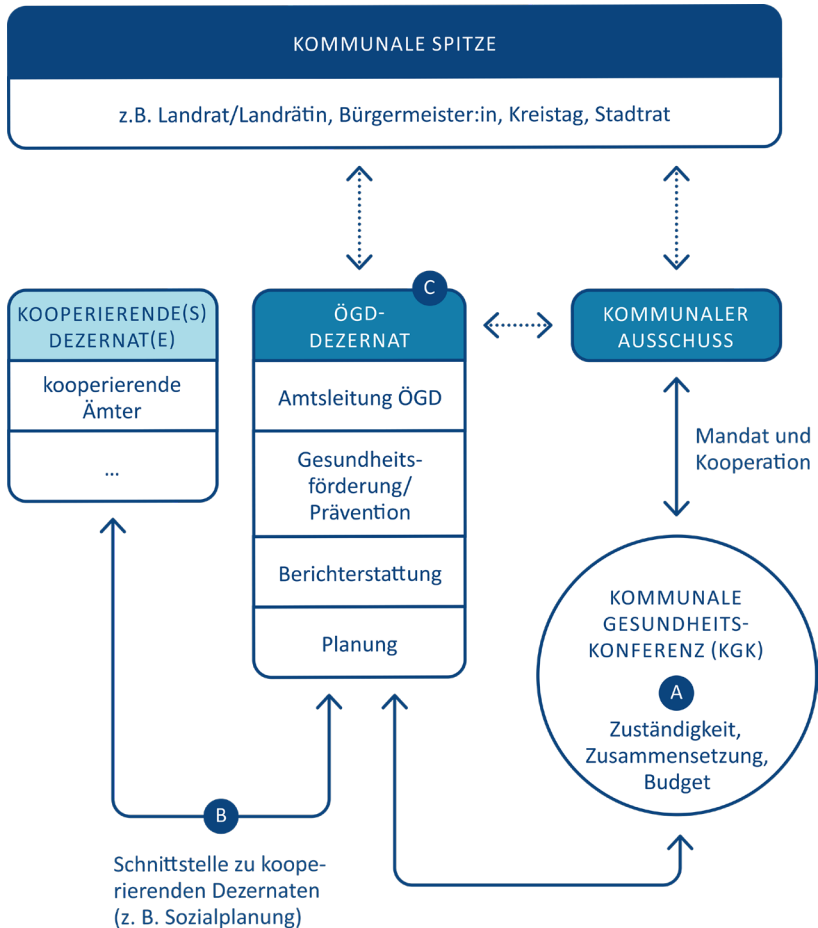 KOMMUNALE SPITZE
z.B. Landrat/Landrätin, Bürgermeister:in, Kreistag, Stadtrat
KOOPERIERENDE(S)
DEZERNAT(E)
kooperierende
Ämter
...
C
ÖGD-
DEZERNAT
Amtsleitung ÖGD
Gesundheits-
förderung/
Prävention
Berichterstattung
Planung
KOMMUNALER
AUSSCHUSS
Mandat und
Kooperation
KOMMUNALE
GESUNDHEITS-
KONFERENZ (KGK)
A
Zuständigkeit,
Zusammensetzung,
Budget
B
Schnittstelle zu koope-
rierenden Dezernaten
(z. B. Sozialplanung)